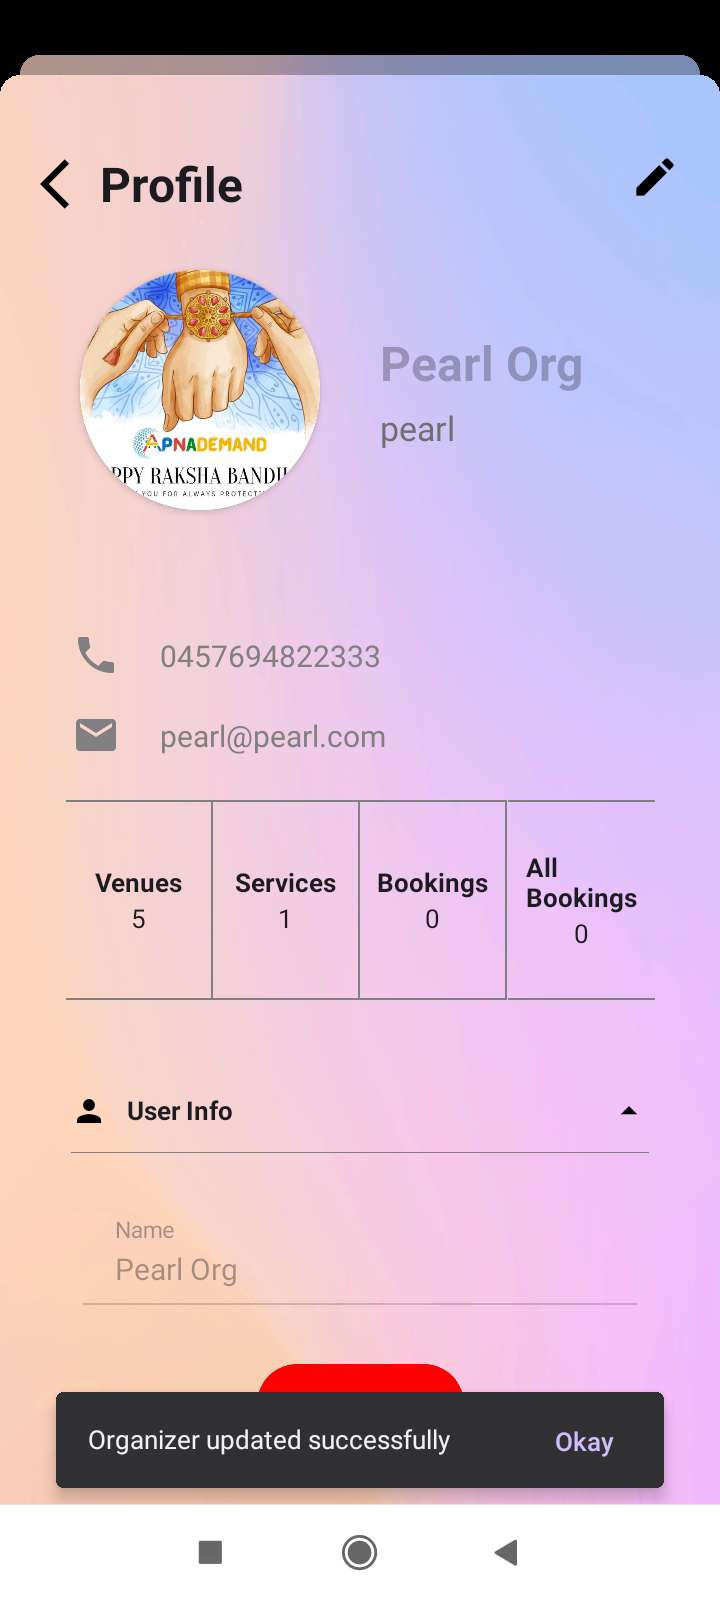 Profile
Pearl Org
pearl
APNADEMAND
PPY RAKSHA BANDH
YOU FOR ALWAYS PROTECT
0457694822333
pearl@pearl.com
Venues
5
Services
1
Bookings
0
All
Bookings
0
User Info
Name
Pearl Org
Organizer updated successfully
Okay